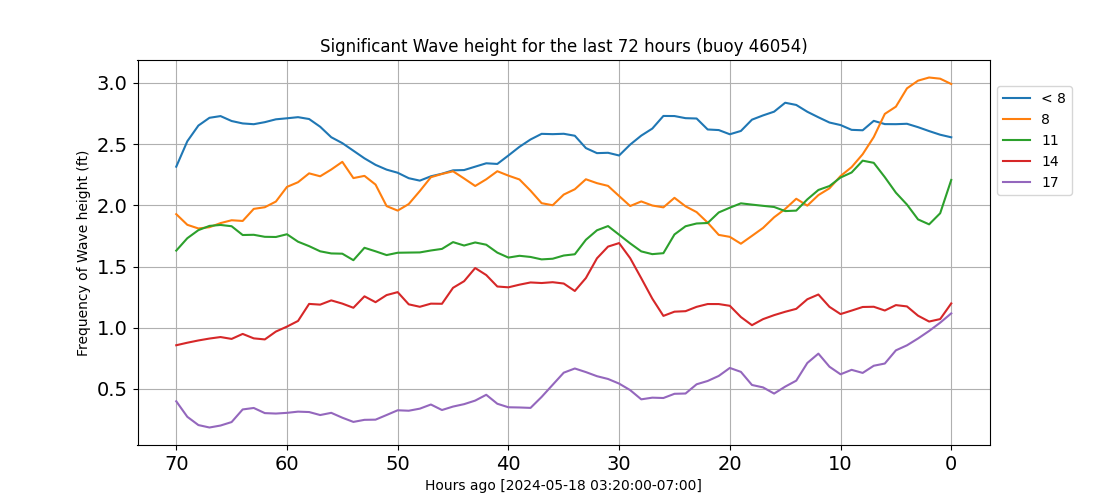 Significant Wave height for the last 72 hours (buoy 46054)
Frequency of Wave height (ft)
3.0
2.5
2.0
1.5
1.0
0.5
70 60 50 40 30 20 10 0
Hours ago [2024-05-18 03:20:00-07:00]
< 8
8
11
14
17